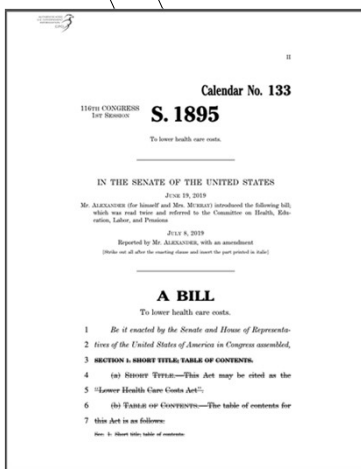 II
Calendar No. 133
116TH CONGRESS
1ST SESSION
S. 1895
To lower health care costs.
IN THE SENATE OF THE UNITED STATES
JUNE 19, 2019
Mr. ALEXANDER (for himself and Mrs. MURRAY) introduced the following bill;
which was read twice and referred to the Committee on Health, Edu-
cation, Labor, and Pensions
JULY 8, 2019
Reported by Mr. ALEXANDER, with an amendment
[Strike out all after the enacting clause and insert the part printed in italic]
A BILL
To lower health care costs.
1 Be it enacted by the Senate and House of Representa-
2 tives of the United States of America in Congress assembled,
3 SECTION 1. SHORT TITLE; TABLE OF CONTENTS.
4 (a) SHORT TITLE.—This Act may be cited as the
5 "Lower Health Care Costs Act".
6 (b) TABLE OF CONTENTS.—The table of contents for
7 this Act is as follows:
Sec. 1. Short title; table of contents.